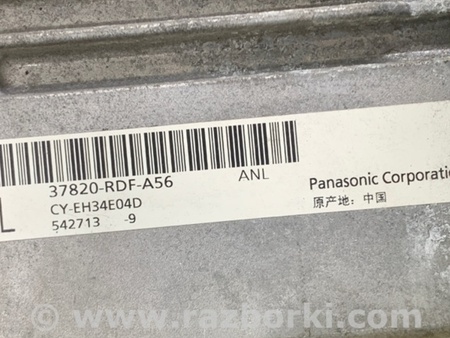 37820-RDF-A56 ANL
CY-EH34E04D
542713 -9
L
Panasonic Corporation
原产地: 中国
www.razborki.com